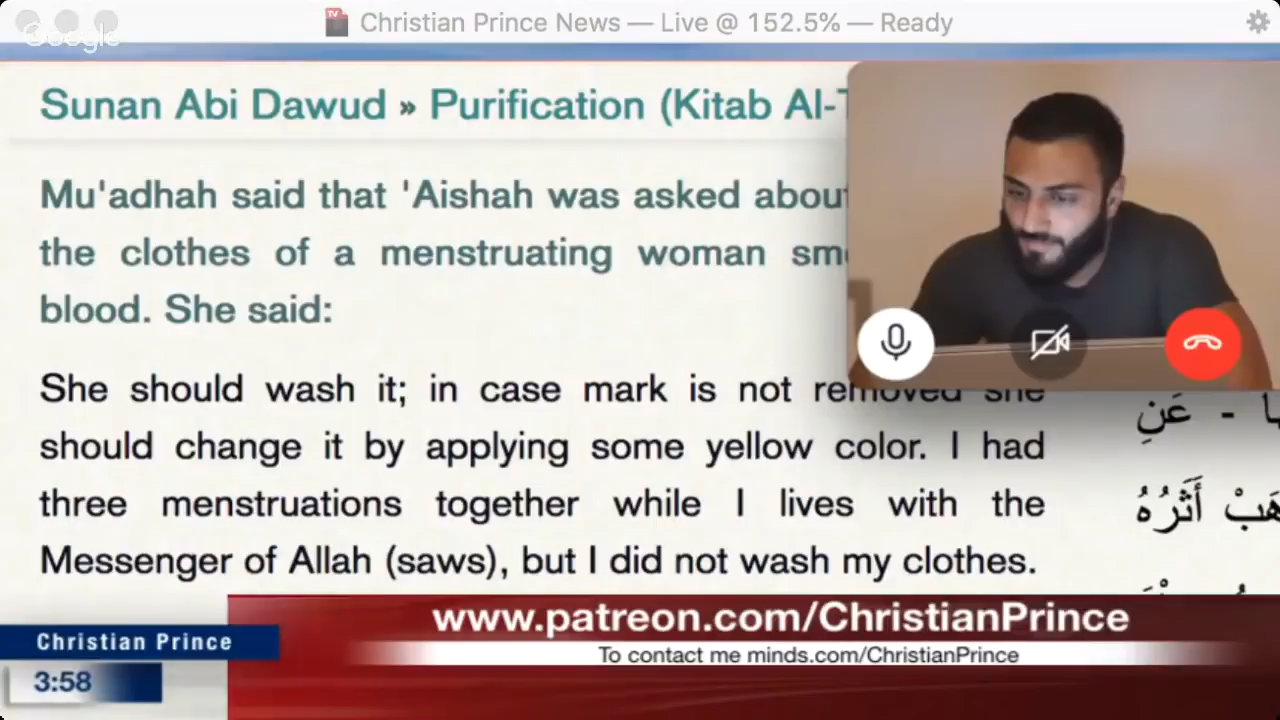 Christian Prince News — Live @ 152.5% — Ready
Google
Sunan Abi Dawud » Purification (Kitab Al-
Mu'adhah said that 'Aishah was asked about
the clothes of a menstruating woman
blood. She said:
She should wash it; in case mark is not removed she
should change it by applying some yellow color. I had
three menstruations together while I lives with the
Messenger of Allah (saws), but I did not wash my clothes.
- عَنِ
أَثَرُهُ
www.patreon.com/ChristianPrince
To contact me minds.com/ChristianPrince
Christian Prince
3:58